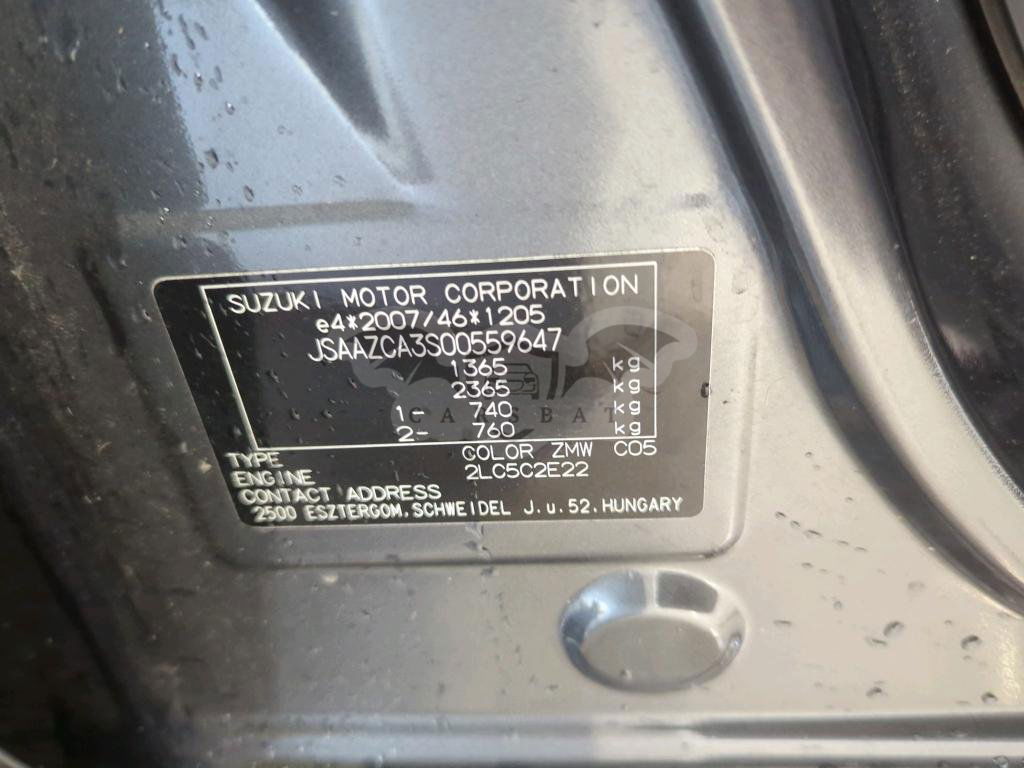 SUZUKI MOTOR CORPORATION
e4*2007/46*1205
JSAAZCA3S00559647
1365 kg
2365 kg
1- 740 kg
2- 760 kg
CARSBAT
TYPE COLOR ZMW C05
ENGINE 2LC5C2E22
CONTACT ADDRESS
2500 ESZTERGOM, SCHWEIDEL J. u. 52. HUNGARY